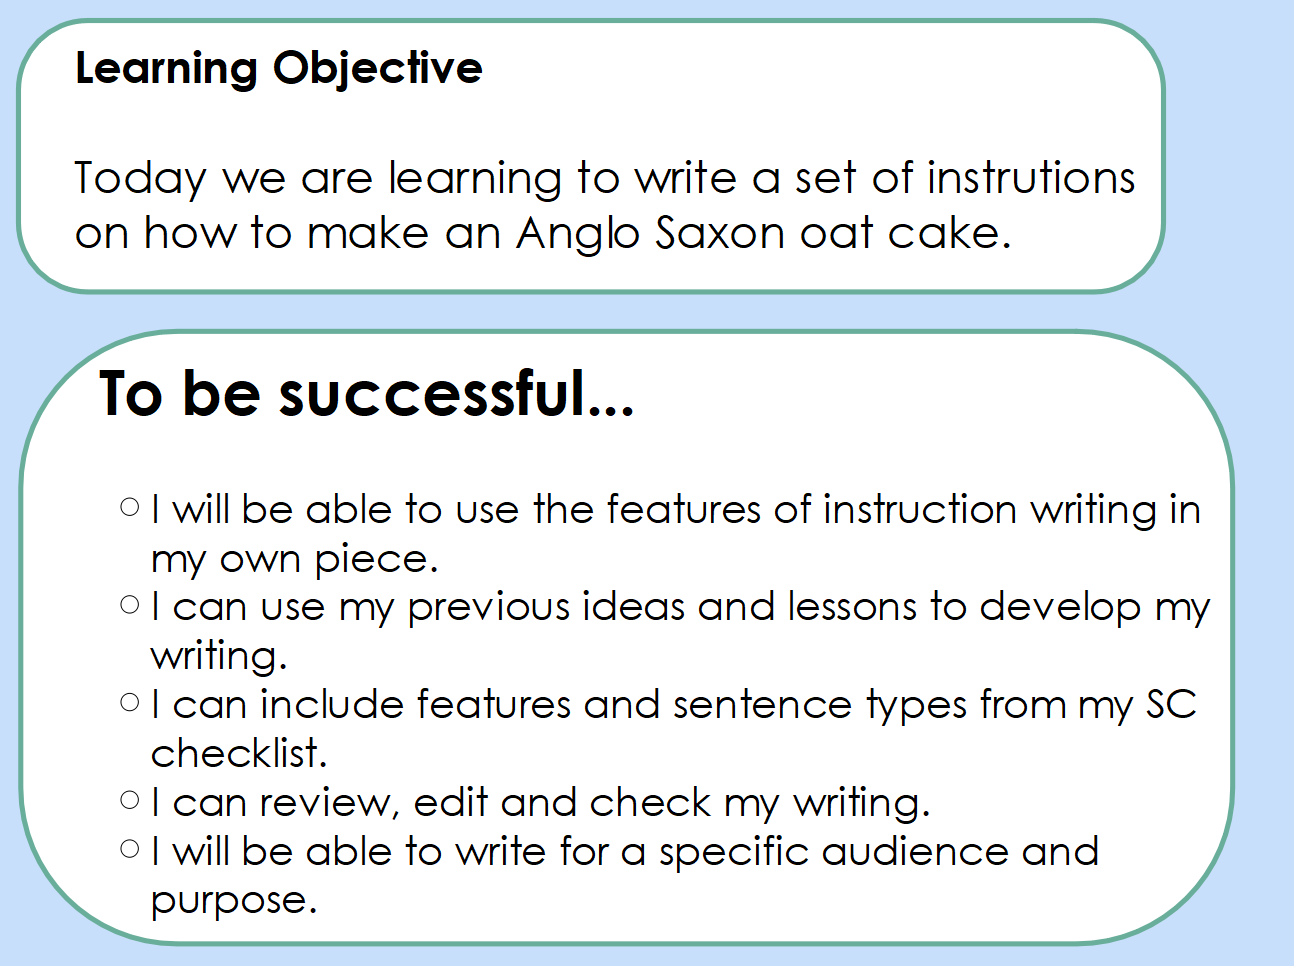 Learning Objective
Today we are learning to write a set of instrutions
on how to make an Anglo Saxon oat cake.
To be successful...
○ I will be able to use the features of instruction writing in
my own piece.
○ I can use my previous ideas and lessons to develop my
writing.
○ I can include features and sentence types from my SC
checklist.
○ I can review, edit and check my writing.
○ I will be able to write for a specific audience and
purpose.